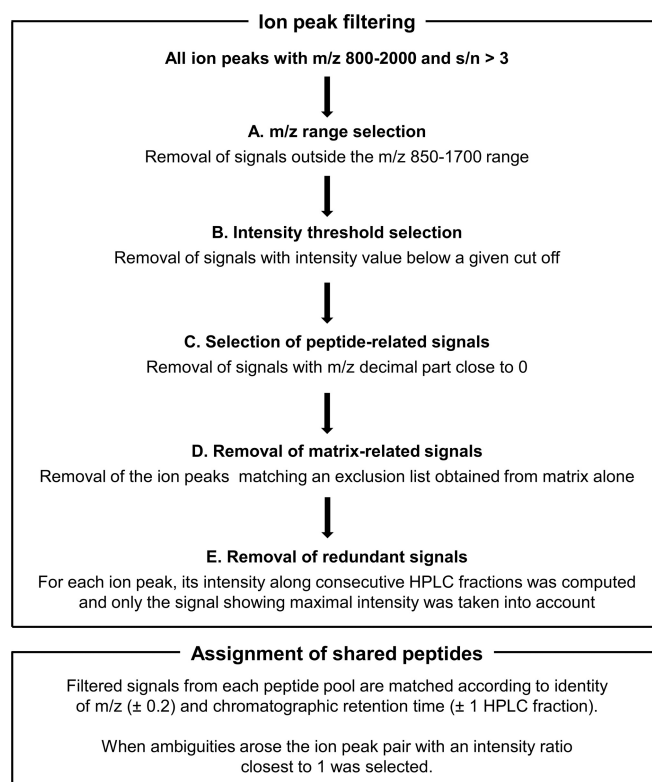 Ion peak filtering
All ion peaks with m/z 800-2000 and s/n > 3
A. m/z range selection
Removal of signals outside the m/z 850-1700 range
B. Intensity threshold selection
Removal of signals with intensity value below a given cut off
C. Selection of peptide-related signals
Removal of signals with m/z decimal part close to 0
D. Removal of matrix-related signals
Removal of the ion peaks matching an exclusion list obtained from matrix alone
E. Removal of redundant signals
For each ion peak, its intensity along consecutive HPLC fractions was computed
and only the signal showing maximal intensity was taken into account
Assignment of shared peptides
Filtered signals from each peptide pool are matched according to identity
of m/z (± 0.2) and chromatographic retention time (± 1 HPLC fraction).
When ambiguities arose the ion peak pair with an intensity ratio
closest to 1 was selected.